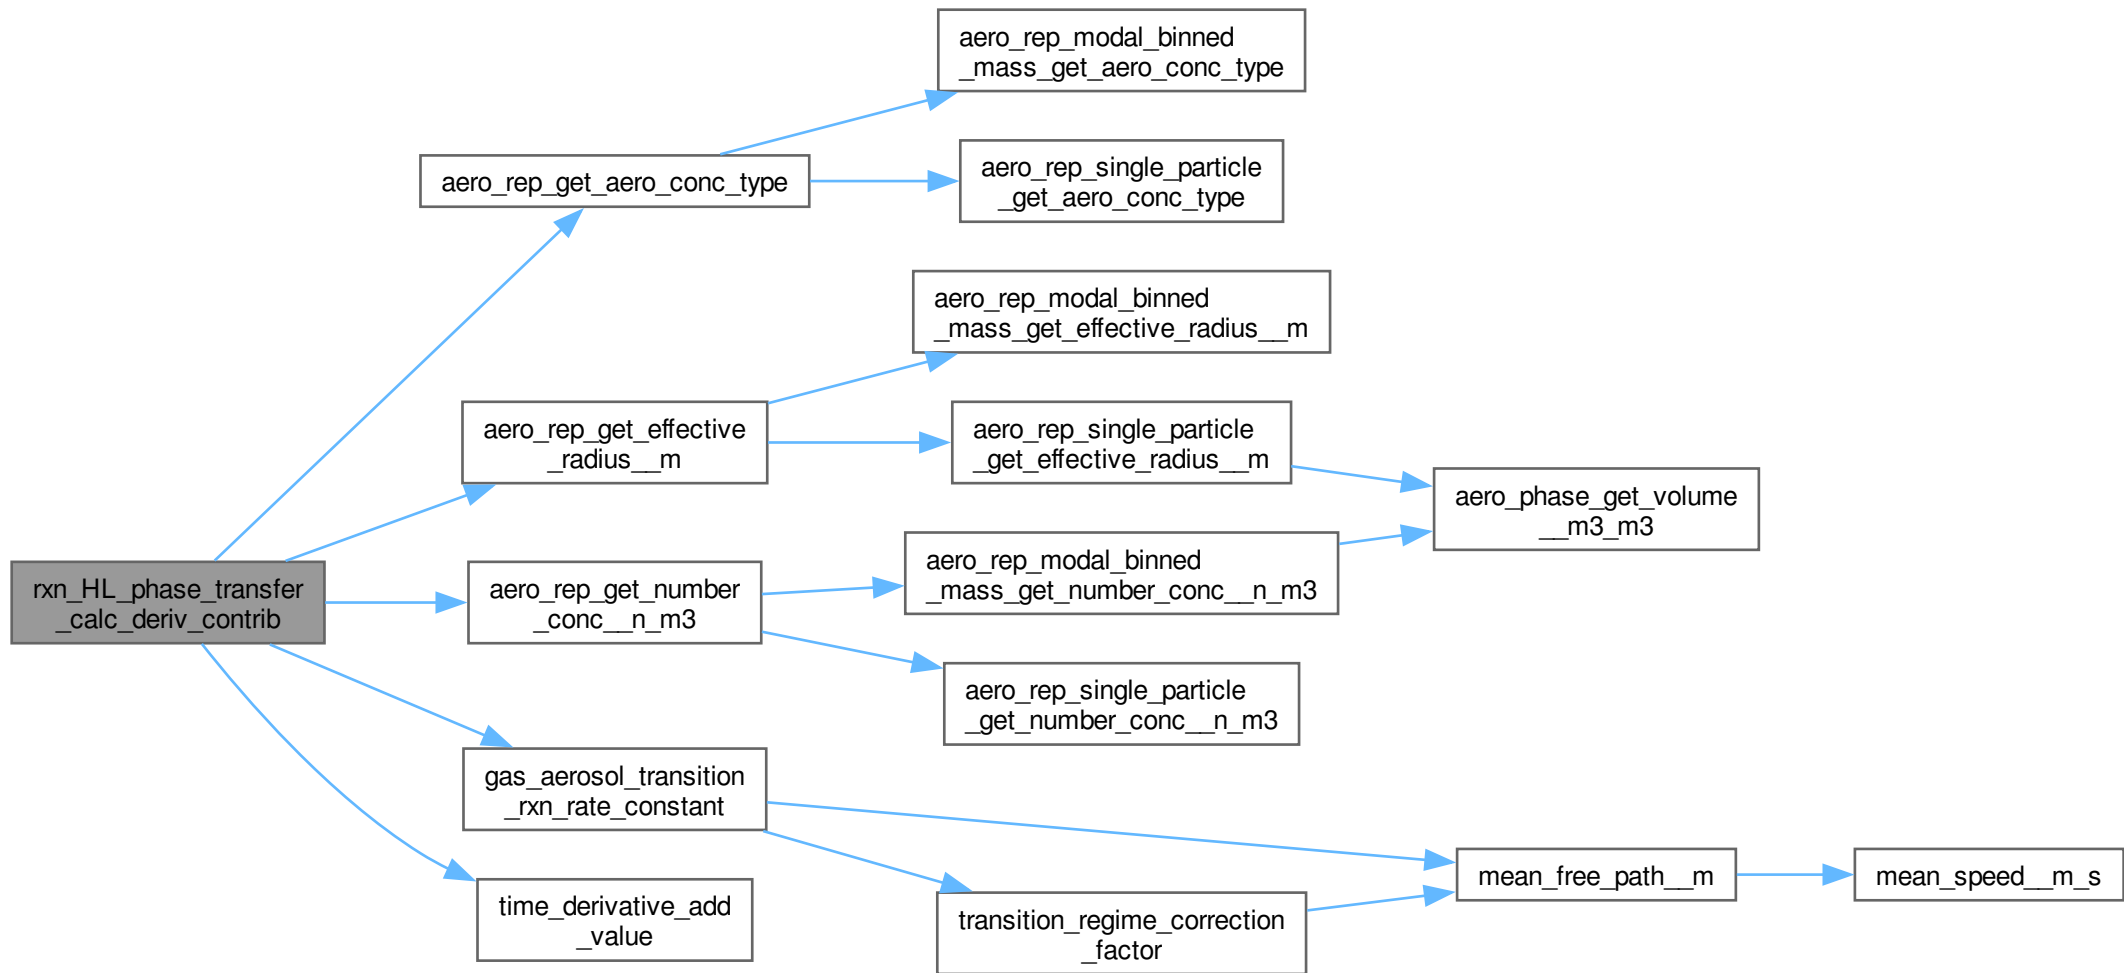 aero_rep_modal_binned
_mass_get_aero_conc_type
aero_rep_single_particle
_get_aero_conc_type
aero_rep_get_aero_conc_type
aero_rep_modal_binned
_mass_get_effective_radius__m
aero_rep_get_effective
_radius__m
aero_rep_single_particle
_get_effective_radius__m
aero_phase_get_volume
__m3_m3
rxn_HL_phase_transfer
_calc_deriv_contrib
aero_rep_get_number
_conc__n_m3
aero_rep_modal_binned
_mass_get_number_conc__n_m3
aero_rep_single_particle
_get_number_conc__n_m3
gas_aerosol_transition
_rxn_rate_constant
mean_free_path__m
mean_speed__m_s
time_derivative_add
_value
transition_regime_correction
_factor